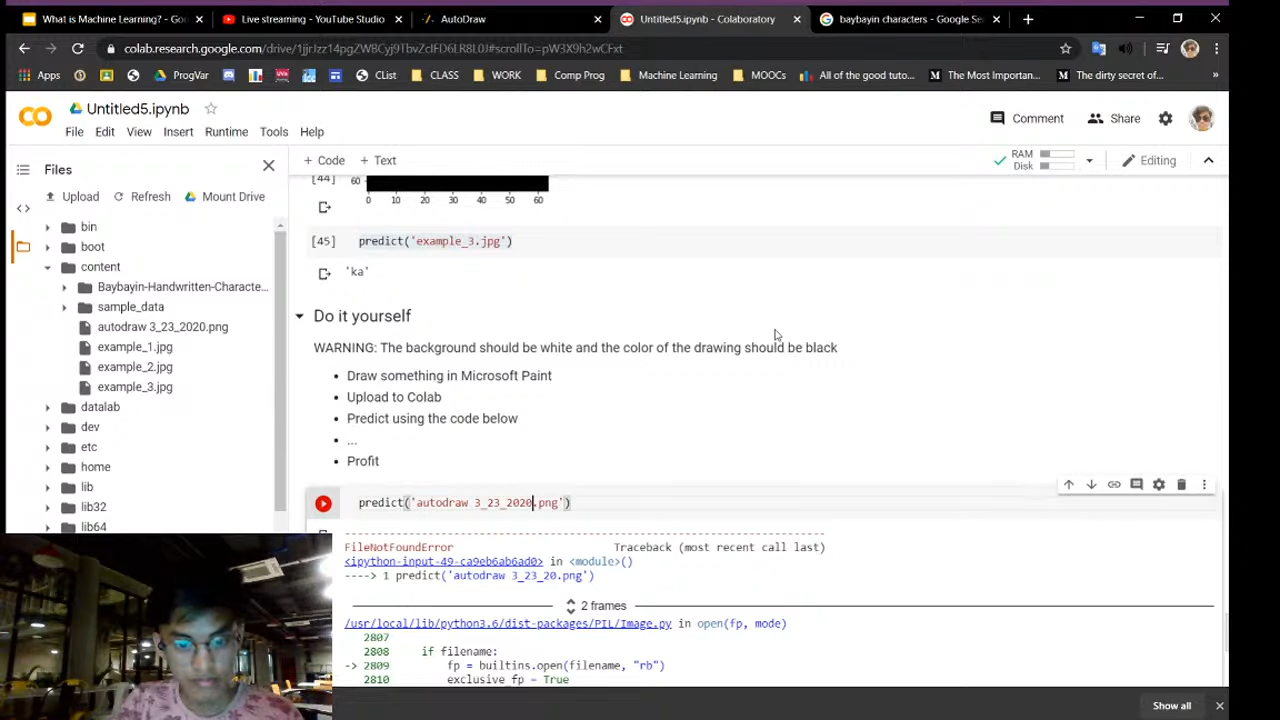 What is Machine Learning? - Goo
Live streaming - YouTube Studio
AutoDraw
Untitled5.ipynb - Colaboratory
baybayin characters - Google Se
colab.research.google.com/drive/1jjrJzz14pgZW8Cyj9TbvZcIFD6LR8L0J#scrollTo=pW3X9h2wCFxt
Apps
ProgVar
CList
CLASS
WORK
Comp Prog
Machine Learning
MOOCs
All of the good tuto...
The Most Importan...
The dirty secret of...
»
CO
Untitled5.ipynb
File Edit View Insert Runtime Tools Help
Comment
Share
Files
+ Code + Text
RAM
Disk
Editing
Upload Refresh Mount Drive
bin
boot
content
Baybayin-Handwritten-Characte...
sample_data
autodraw 3_23_2020.png
example_1.jpg
example_2.jpg
example_3.jpg
datalab
dev
etc
home
lib
lib32
lib64
[44]
60
0 10 20 30 40 50 60
[45] predict('example_3.jpg')
'ka'
Do it yourself
WARNING: The background should be white and the color of the drawing should be black
• Draw something in Microsoft Paint
• Upload to Colab
• Predict using the code below
• ...
• Profit
predict('autodraw 3_23_2020.png')
---------------------------------------------------------------------------
FileNotFoundError Traceback (most recent call last)
<ipython-input-49-ca9eb6ab6ad0> in <module>()
----> 1 predict('autodraw 3_23_20.png')
2 frames
/usr/local/lib/python3.6/dist-packages/PIL/Image.py in open(fp, mode)
2807
2808 if filename:
-> 2809 fp = builtins.open(filename, "rb")
2810 exclusive_fp = True
Show all